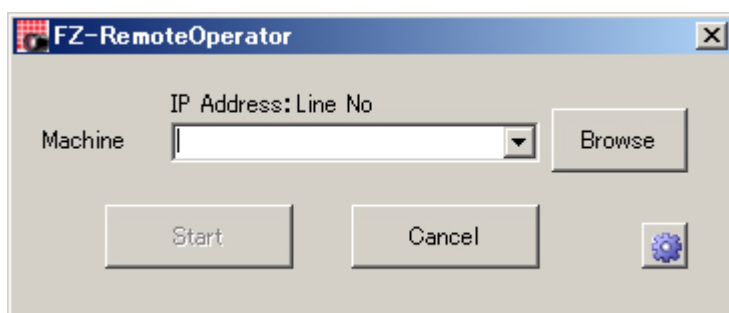 FZ-RemoteOperator
IP Address:Line No
Machine
Browse
Start
Cancel